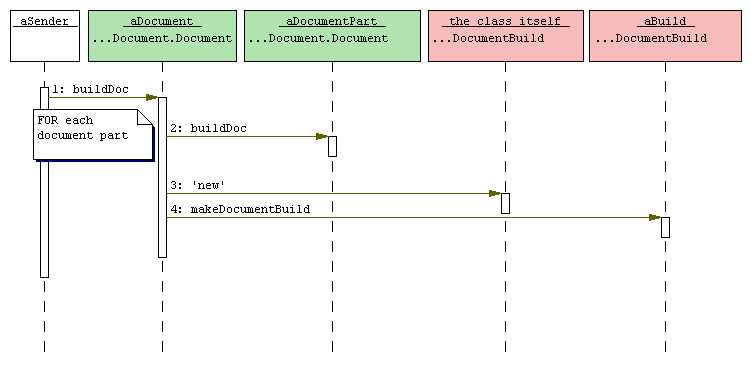 aSender
aDocument
...Document.Document
aDocumentPart
...Document.Document
the class itself
...DocumentBuild
aBuild
...DocumentBuild
1: buildDoc
FOR each
document part
2: buildDoc
3: 'new'
4: makeDocumentBuild